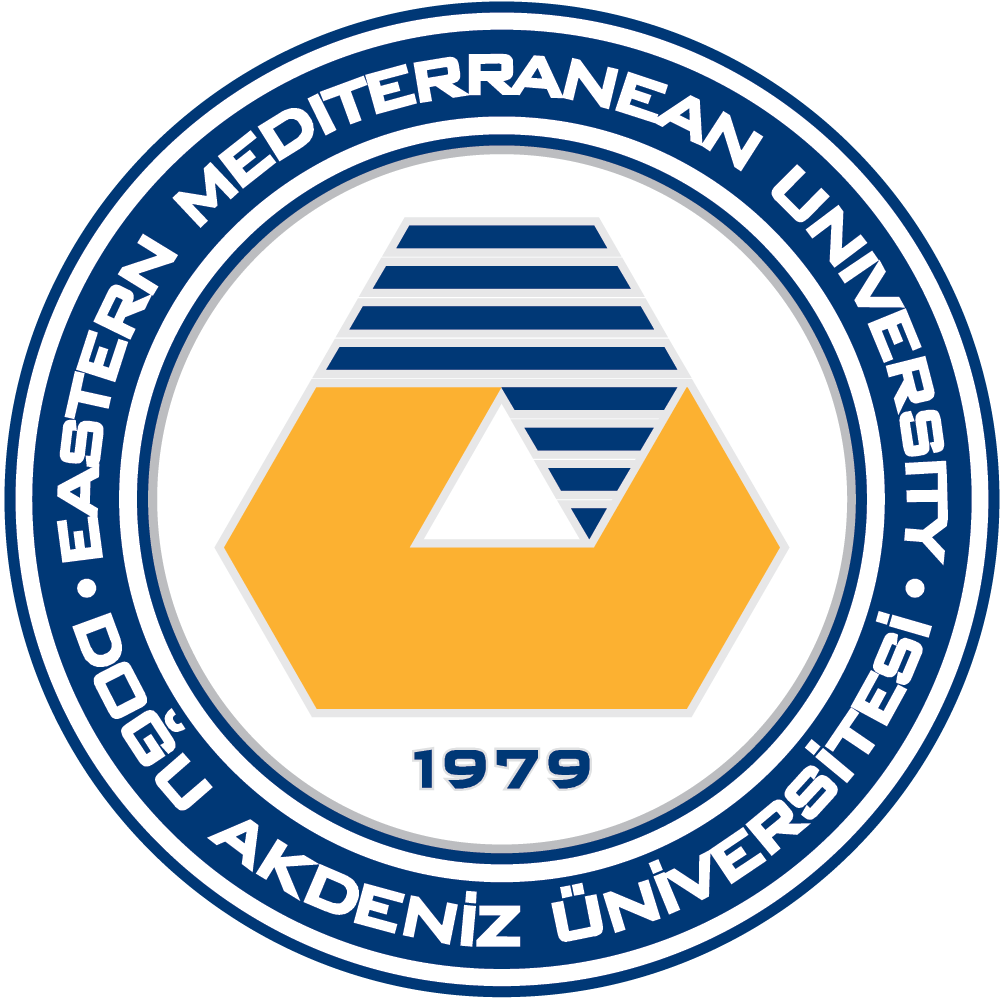 EASTERN MEDITERRANEAN UNIVERSITY
DOĞU AKDENİZ ÜNİVERSİTESİ
1979